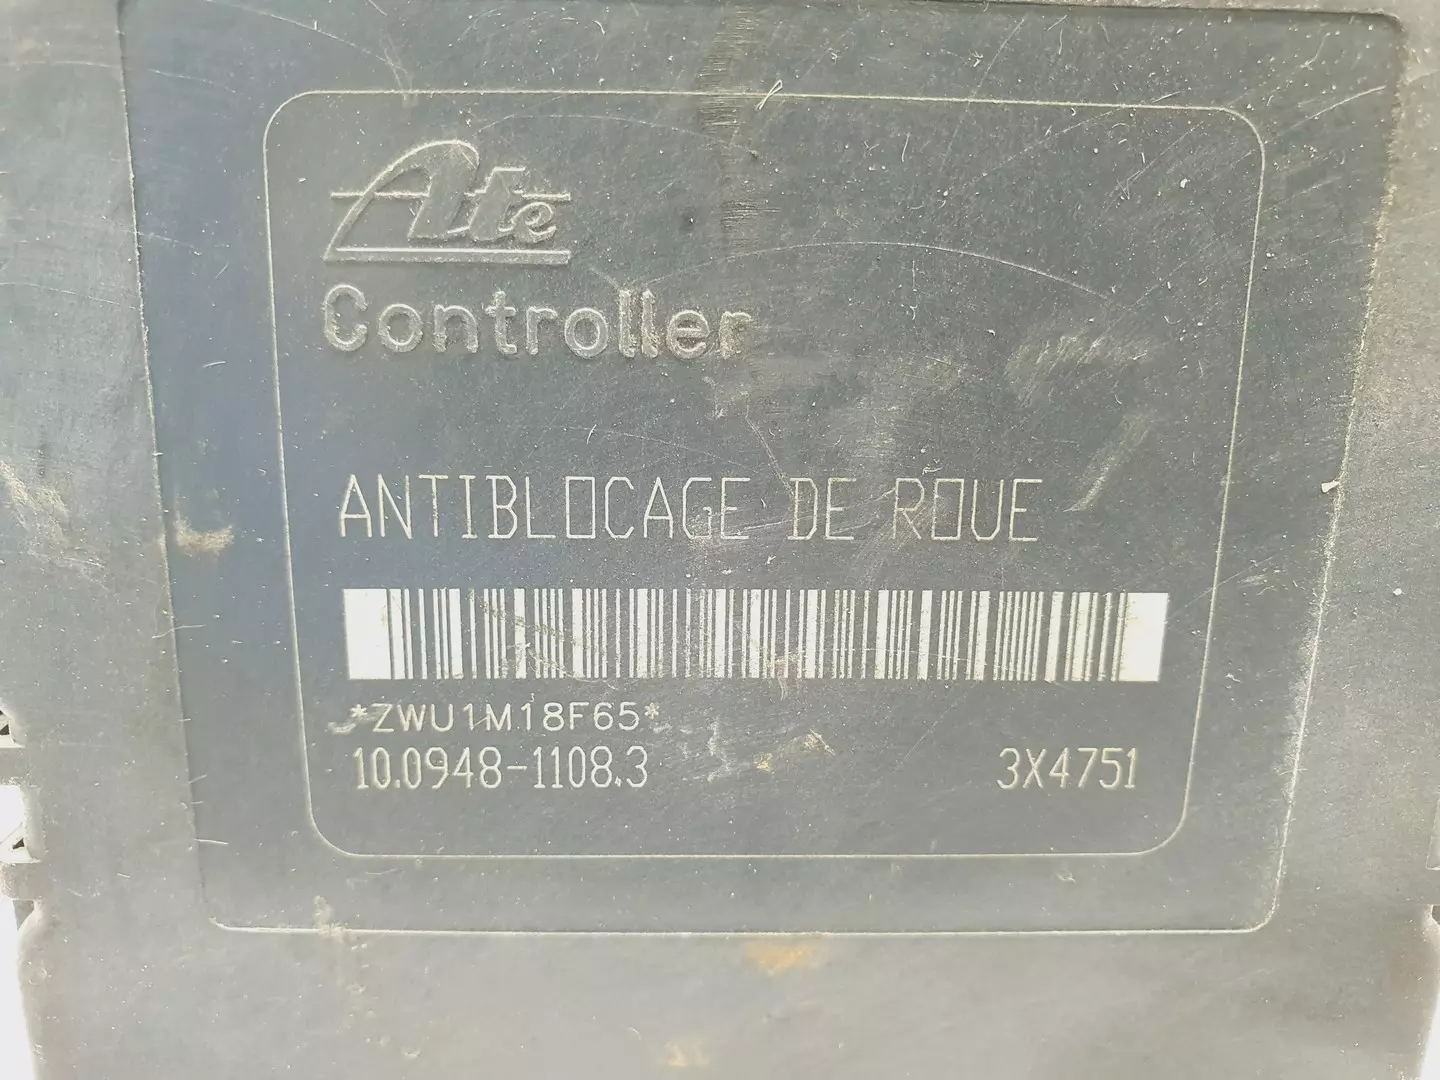 Ate
Controller
ANTIBLOCAGE DE ROUE
*ZWU1M18F65*
10.0948-1108.3 3X4751